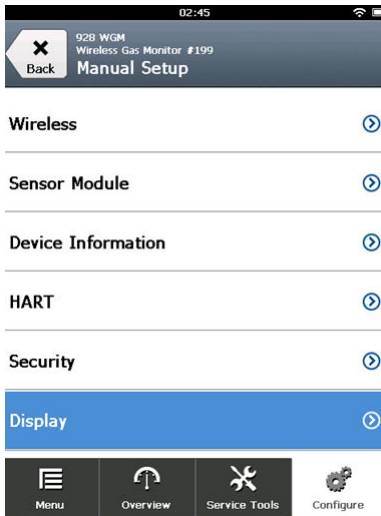 02:45
928 WGM
Wireless Gas Monitor #199
Back
Manual Setup
Wireless
Sensor Module
Device Information
HART
Security
Display
Menu
Overview
Service Tools
Configure